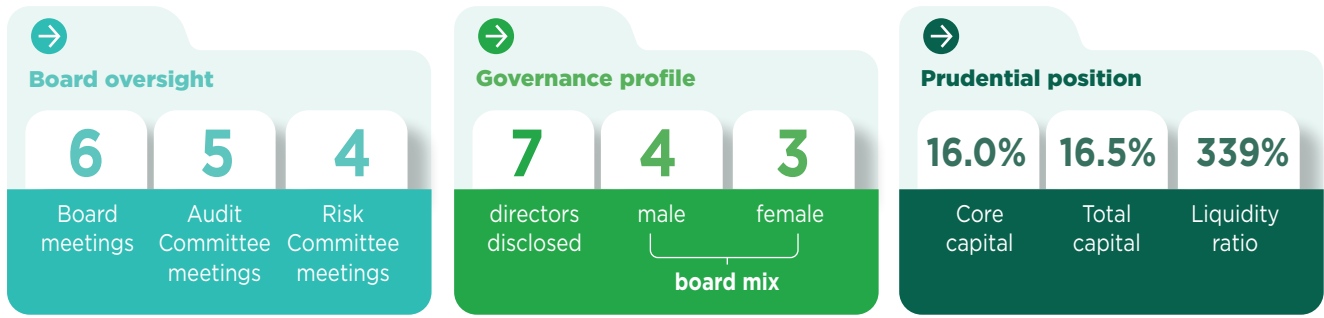 Board oversight
6
5
4
Board
meetings
Audit
Committee
meetings
Risk
Committee
meetings
Governance profile
7
4
3
directors
disclosed
male
female
board mix
Prudential position
16.0%
16.5%
339%
Core
capital
Total
capital
Liquidity
ratio